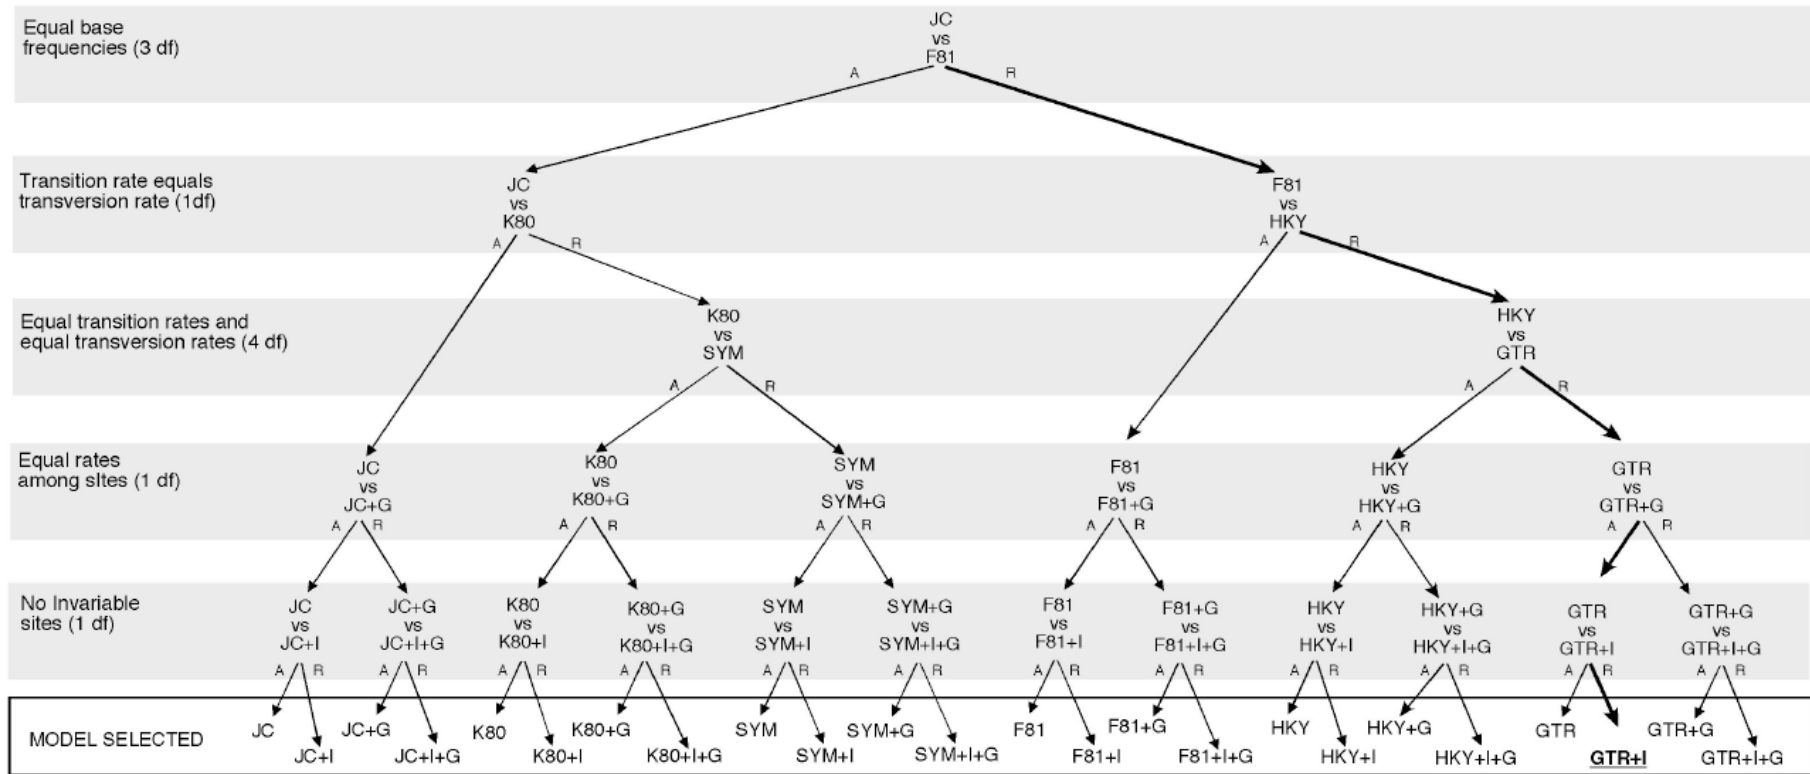 Equal base
frequencies (3 df)
JC
vs
F81
A R
Transition rate equals
transversion rate (1df)
JC
vs
K80
A R
F81
vs
HKY
A R
Equal transition rates and
equal transversion rates (4 df)
K80
vs
SYM
A R
HKY
vs
GTR
A R
Equal rates
among sites (1 df)
JC
vs
JC+G
A R
K80
vs
K80+G
A R
SYM
vs
SYM+G
A R
F81
vs
F81+G
A R
HKY
vs
HKY+G
A R
GTR
vs
GTR+G
A R
No Invariable
sites (1 df)
JC
vs
JC+I
A R
JC+G
vs
JC+I+G
A R
K80
vs
K80+I
A R
K80+G
vs
K80+I+G
A R
SYM
vs
SYM+I
A R
SYM+G
vs
SYM+I+G
A R
F81
vs
F81+I
A R
F81+G
vs
F81+I+G
A R
HKY
vs
HKY+I
A R
HKY+G
vs
HKY+I+G
A R
GTR
vs
GTR+I
A R
GTR+G
vs
GTR+I+G
A R
MODEL SELECTED
JC
JC+I
JC+G
JC+I+G
K80
K80+I
K80+G
K80+I+G
SYM
SYM+I
SYM+G
SYM+I+G
F81
F81+I
F81+G
F81+I+G
HKY
HKY+I
HKY+G
HKY+I+G
GTR
GTR+I
GTR+G
GTR+I+G